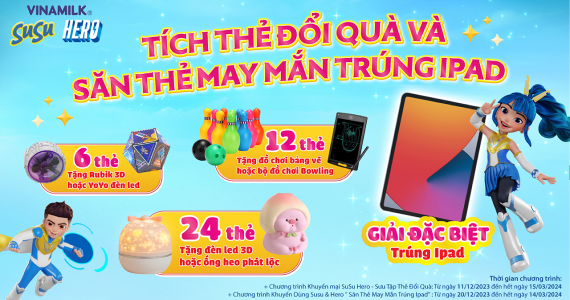 VINAMILK®
SuSu HERO
TÍCH THẺ ĐỔI QUÀ VÀ
SĂN THẺ MAY MẮN TRÚNG IPAD
6 thẻ
Tặng Rubik 3D
hoặc YoYo đèn led
12 thẻ
Tặng đồ chơi bảng vẽ
hoặc bộ đồ chơi Bowling
24 thẻ
Tặng đèn led 3D
hoặc ống heo phát lộc
GIẢI ĐẶC BIỆT
Trúng Ipad
Thời gian chương trình:
+ Chương trình Khuyến mại SuSu Hero - Sưu Tập Thẻ Đổi Quà: Từ ngày 11/12/2023 đến hết ngày 15/03/2024
+ Chương trình Khuyến Dùng Susu & Hero " Săn Thẻ May Mắn Trúng Ipad": Từ ngày 20/12/2023 đến hết ngày 14/03/2024